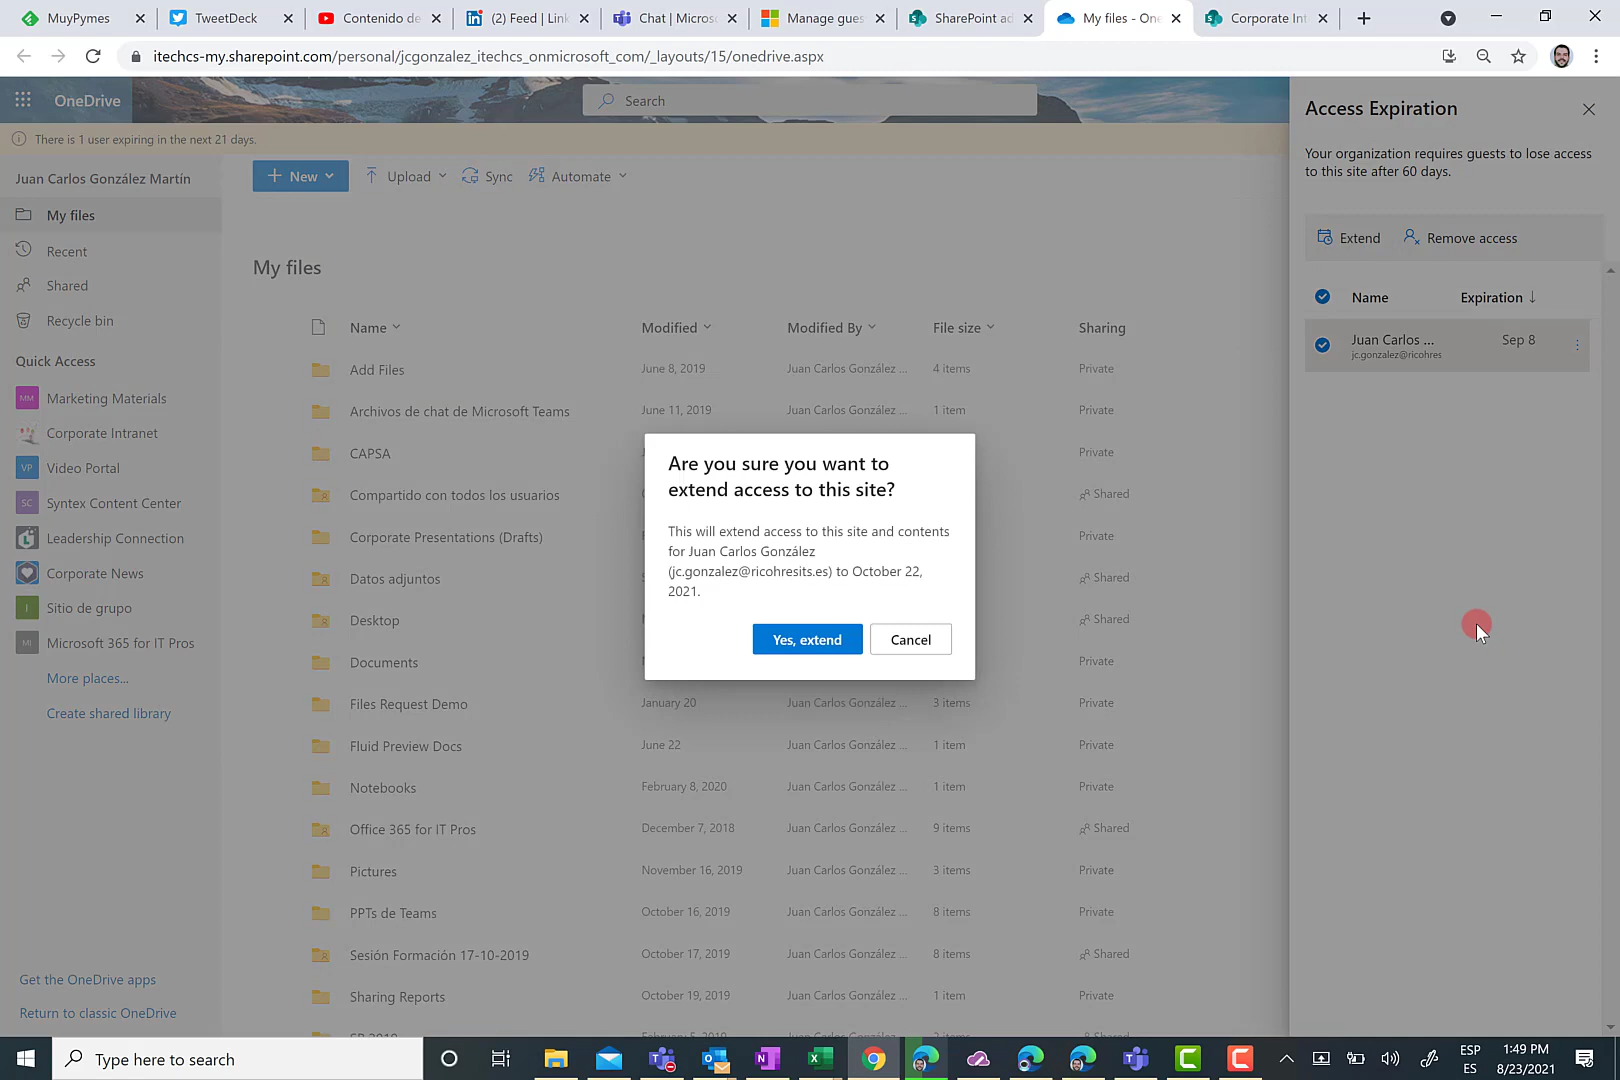 MuyPymes
TweetDeck
Contenido de
(2) Feed | Link
Chat | Micros
Manage gues
SharePoint ad
My files - One
Corporate Int
itechcs-my.sharepoint.com/personal/jcgonzalez_itechcs_onmicrosoft_com/_layouts/15/onedrive.aspx
OneDrive
Search
There is 1 user expiring in the next 21 days.
Juan Carlos González Martín
My files
Recent
Shared
Recycle bin
Quick Access
MM Marketing Materials
Corporate Intranet
VP Video Portal
SC Syntex Content Center
Leadership Connection
Corporate News
I Sitio de grupo
MI Microsoft 365 for IT Pros
More places...
Create shared library
Get the OneDrive apps
Return to classic OneDrive
New Upload Sync Automate
My files
Name Modified Modified By File size Sharing
Add Files June 8, 2019 Juan Carlos González ... 4 items Private
Archivos de chat de Microsoft Teams June 11, 2019 Juan Carlos González ... 1 item Private
CAPSA Private
Compartido con todos los usuarios Shared
Corporate Presentations (Drafts) Private
Datos adjuntos Shared
Desktop Shared
Documents Private
Files Request Demo January 20 Juan Carlos González ... 3 items Private
Fluid Preview Docs June 22 Juan Carlos González ... 1 item Private
Notebooks February 8, 2020 Juan Carlos González ... 1 item Private
Office 365 for IT Pros December 7, 2018 Juan Carlos González ... 9 items Shared
Pictures November 16, 2019 Juan Carlos González ... 1 item Private
PPTs de Teams October 16, 2019 Juan Carlos González ... 8 items Private
Sesión Formación 17-10-2019 October 17, 2019 Juan Carlos González ... 8 items Shared
Sharing Reports October 19, 2019 Juan Carlos González ... 1 item Private
Are you sure you want to
extend access to this site?
This will extend access to this site and contents
for Juan Carlos González
(jc.gonzalez@ricohresits.es) to October 22,
2021.
Yes, extend Cancel
Access Expiration
Your organization requires guests to lose access
to this site after 60 days.
Extend Remove access
Name Expiration
Juan Carlos ... Sep 8
jc.gonzalez@ricohres
Type here to search
ESP
ES
1:49 PM
8/23/2021